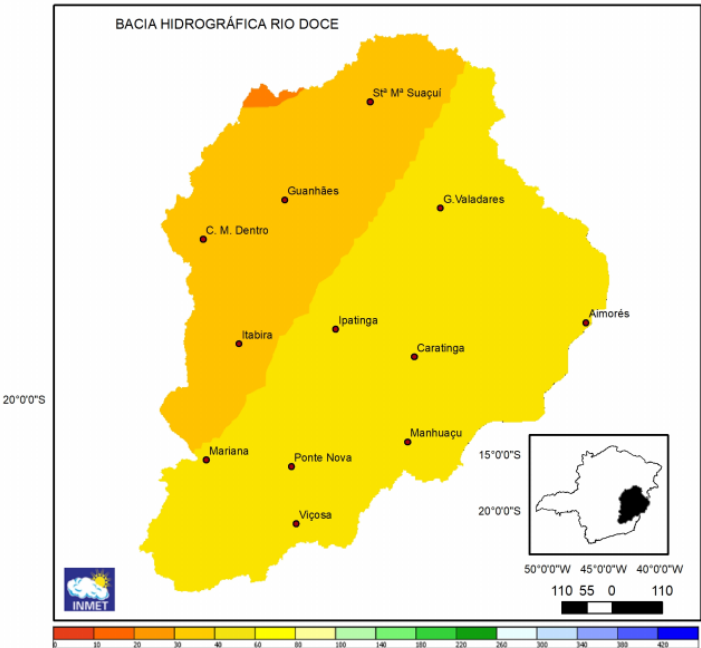 BACIA HIDROGRÁFICA RIO DOCE
Stª Mª Suaçuí
Guanhães
G.Valadares
C. M. Dentro
Aimorés
Ipatinga
Itabira
Caratinga
20°0'0"S
Manhuaçu
Mariana
Ponte Nova
15°0'0"S
20°0'0"S
Viçosa
50°0'0"W 45°0'0"W 40°0'0"W
INMET
110 55 0 110
0 10 20 30 40 60 80 100 140 180 220 260 300 340 380 420